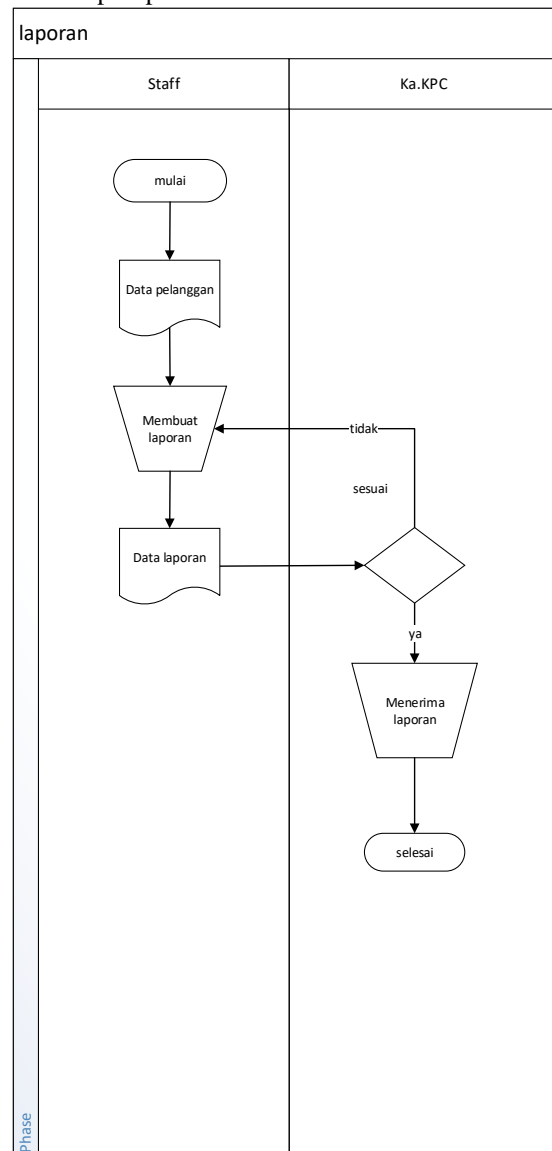 laporan
Staff
Ka.KPC
mulai
Data pelanggan
Membuat
laporan
tidak
sesuai
Data laporan
ya
Menerima
laporan
selesai
Phase